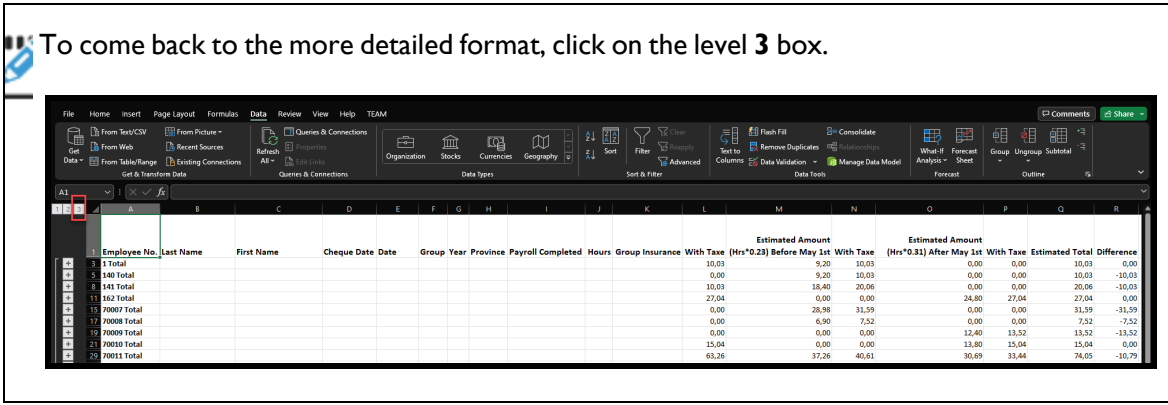 To come back to the more detailed format, click on the level 3 box.
File Home Insert Page Layout Formulas Data Review View Help TEAM Comments Share
From Text/CSV From Picture Queries & Connections Clear Flash Fill Consolidate
Get Data From Web Recent Sources Refresh All Properties Organization Stocks Currencies Geography Sort Filter Reapply Text to Columns Remove Duplicates Relationships What-If Analysis Forecast Sheet Group Ungroup Subtotal
From Table/Range Existing Connections Edit Links Advanced Data Validation Manage Data Model
Get & Transform Data Queries & Connections Data Types Sort & Filter Data Tools Forecast Outline
A1 fx
1 2 3 A B C D E F G H I J K L M N O P Q R
Estimated Amount Estimated Amount
1 Employee No. Last Name First Name Cheque Date Date Group Year Province Payroll Completed Hours Group Insurance With Taxe (Hrs*0.23) Before May 1st With Taxe (Hrs*0.31) After May 1st With Taxe Estimated Total Difference
3 1 Total 10,03 9,20 10,03 0,00 0,00 10,03 0,00
5 140 Total 0,00 9,20 10,03 0,00 0,00 10,03 -10,03
8 141 Total 10,03 18,40 20,06 0,00 0,00 20,06 -10,03
11 162 Total 27,04 0,00 0,00 24,80 27,04 27,04 0,00
15 70007 Total 0,00 28,98 31,59 0,00 0,00 31,59 -31,59
17 70008 Total 0,00 6,90 7,52 0,00 0,00 7,52 -7,52
19 70009 Total 0,00 0,00 0,00 12,40 13,52 13,52 -13,52
21 70010 Total 15,04 0,00 0,00 13,80 15,04 15,04 0,00
29 70011 Total 63,26 37,26 40,61 30,69 33,44 74,05 -10,79